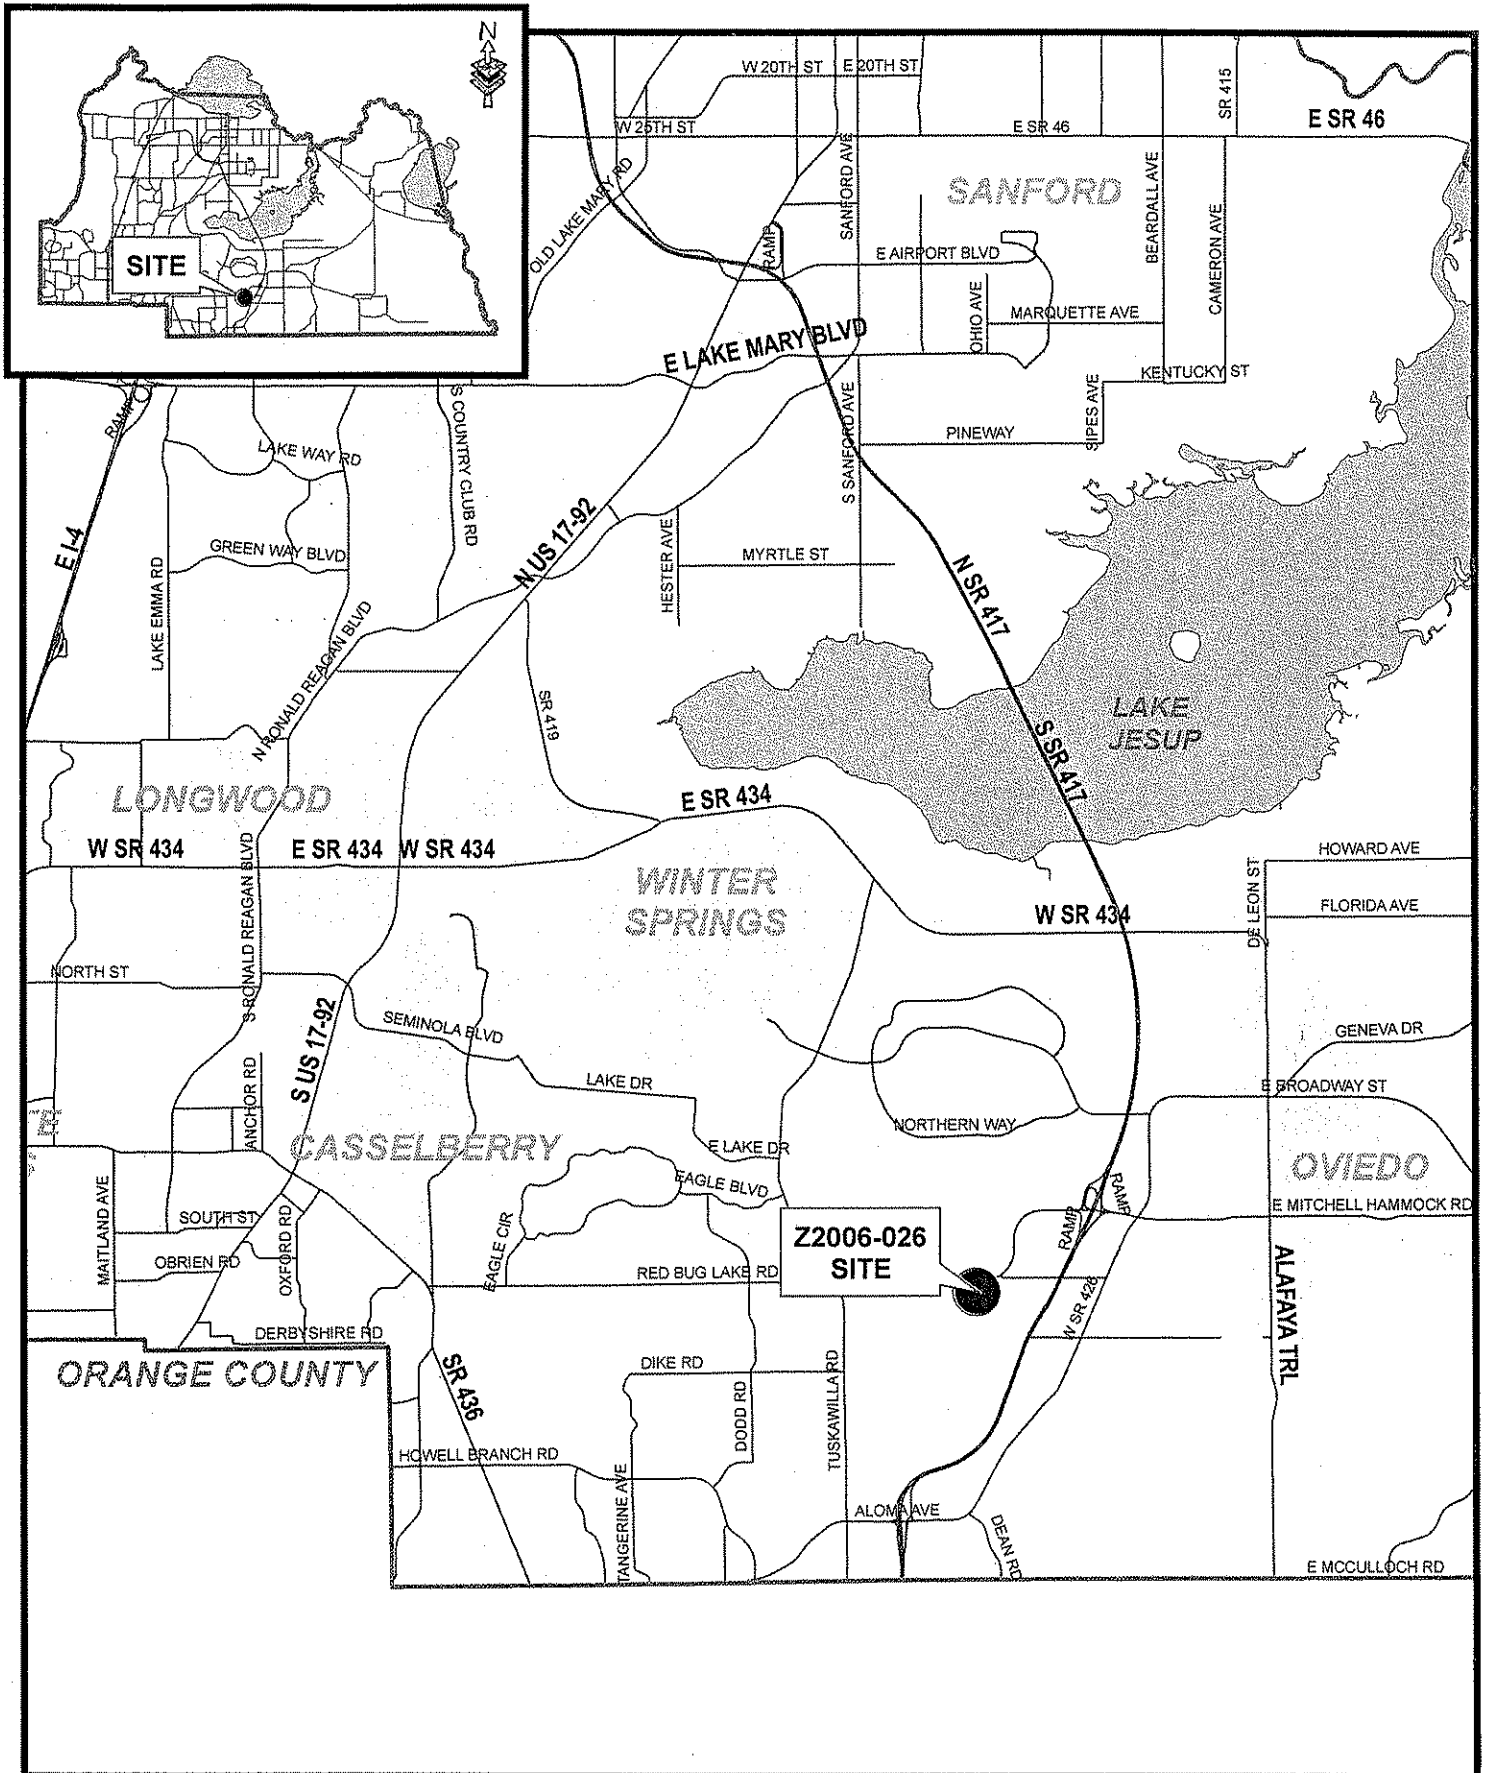 N
SITE
W 20TH ST
E 20TH ST
SR 415
W 25TH ST
E SR 46
E SR 46
OLD LAKE MARY RD
SANFORD AVE
SANFORD
BEARDALL AVE
CAMERON AVE
RAMP
E AIRPORT BLVD
OHIO AVE
MARQUETTE AVE
E LAKE MARY BLVD
KENTUCKY ST
RAMP
S COUNTRY CLUB RD
S SANFORD AVE
SIPES AVE
PINEWAY
LAKE WAY RD
E I-4
GREEN WAY BLVD
N US 17-92
HESTER AVE
MYRTLE ST
N SR 417
LAKE EMMA RD
N RONALD REAGAN BLVD
SR 419
LAKE
JESUP
S SR 417
LONGWOOD
E SR 434
W SR 434
E SR 434
W SR 434
HOWARD AVE
S RONALD REAGAN BLVD
WINTER
SPRINGS
DE LEON ST
W SR 434
FLORIDA AVE
NORTH ST
S US 17-92
SEMINOLA BLVD
GENEVA DR
ANCHOR RD
LAKE DR
E BROADWAY ST
TE
S
CASSELBERRY
NORTHERN WAY
E LAKE DR
OVIEDO
EAGLE BLVD
MAITLAND AVE
SOUTH ST
OXFORD RD
EAGLE CIR
RAMP
RAMP
E MITCHELL HAMMOCK RD
Z2006-026
SITE
OBRIEN RD
RED BUG LAKE RD
W SR 426
ALAFAYA TRL
DERBYSHIRE RD
ORANGE COUNTY
SR 436
DIKE RD
DODD RD
TUSKAWILLA RD
HOWELL BRANCH RD
TANGERINE AVE
ALOMA AVE
DEAN RD
E MCCULLOCH RD